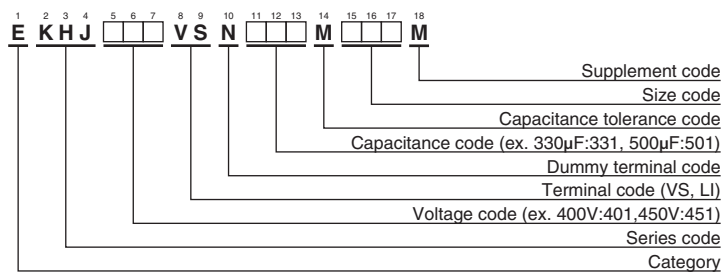 1 2 3 4 5 6 7 8 9 10 11 12 13 14 15 16 17 18
E KHJ VS N M M
Supplement code
Size code
Capacitance tolerance code
Capacitance code (ex. 330μF:331, 500μF:501)
Dummy terminal code
Terminal code (VS, LI)
Voltage code (ex. 400V:401,450V:451)
Series code
Category